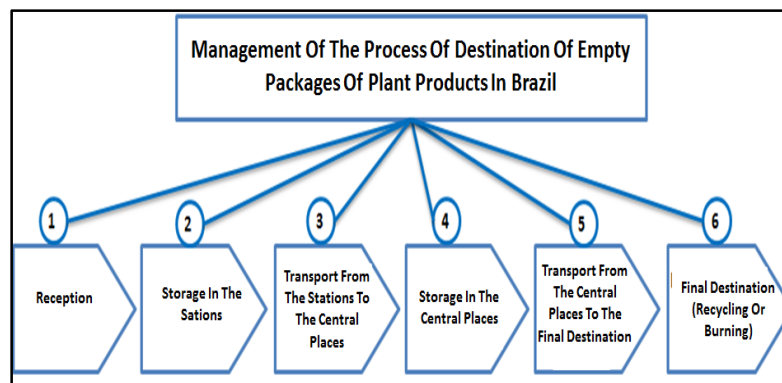 Management Of The Process Of Destination Of Empty
Packages Of Plant Products In Brazil
1
2
3
4
5
6
Reception
Storage In The
Sations
Transport From
The Stations To
The Central
Places
Storage In The
Central Places
Transport From
The Central
Places To The
Final Destination
Final Destination
(Recycling Or
Burning)